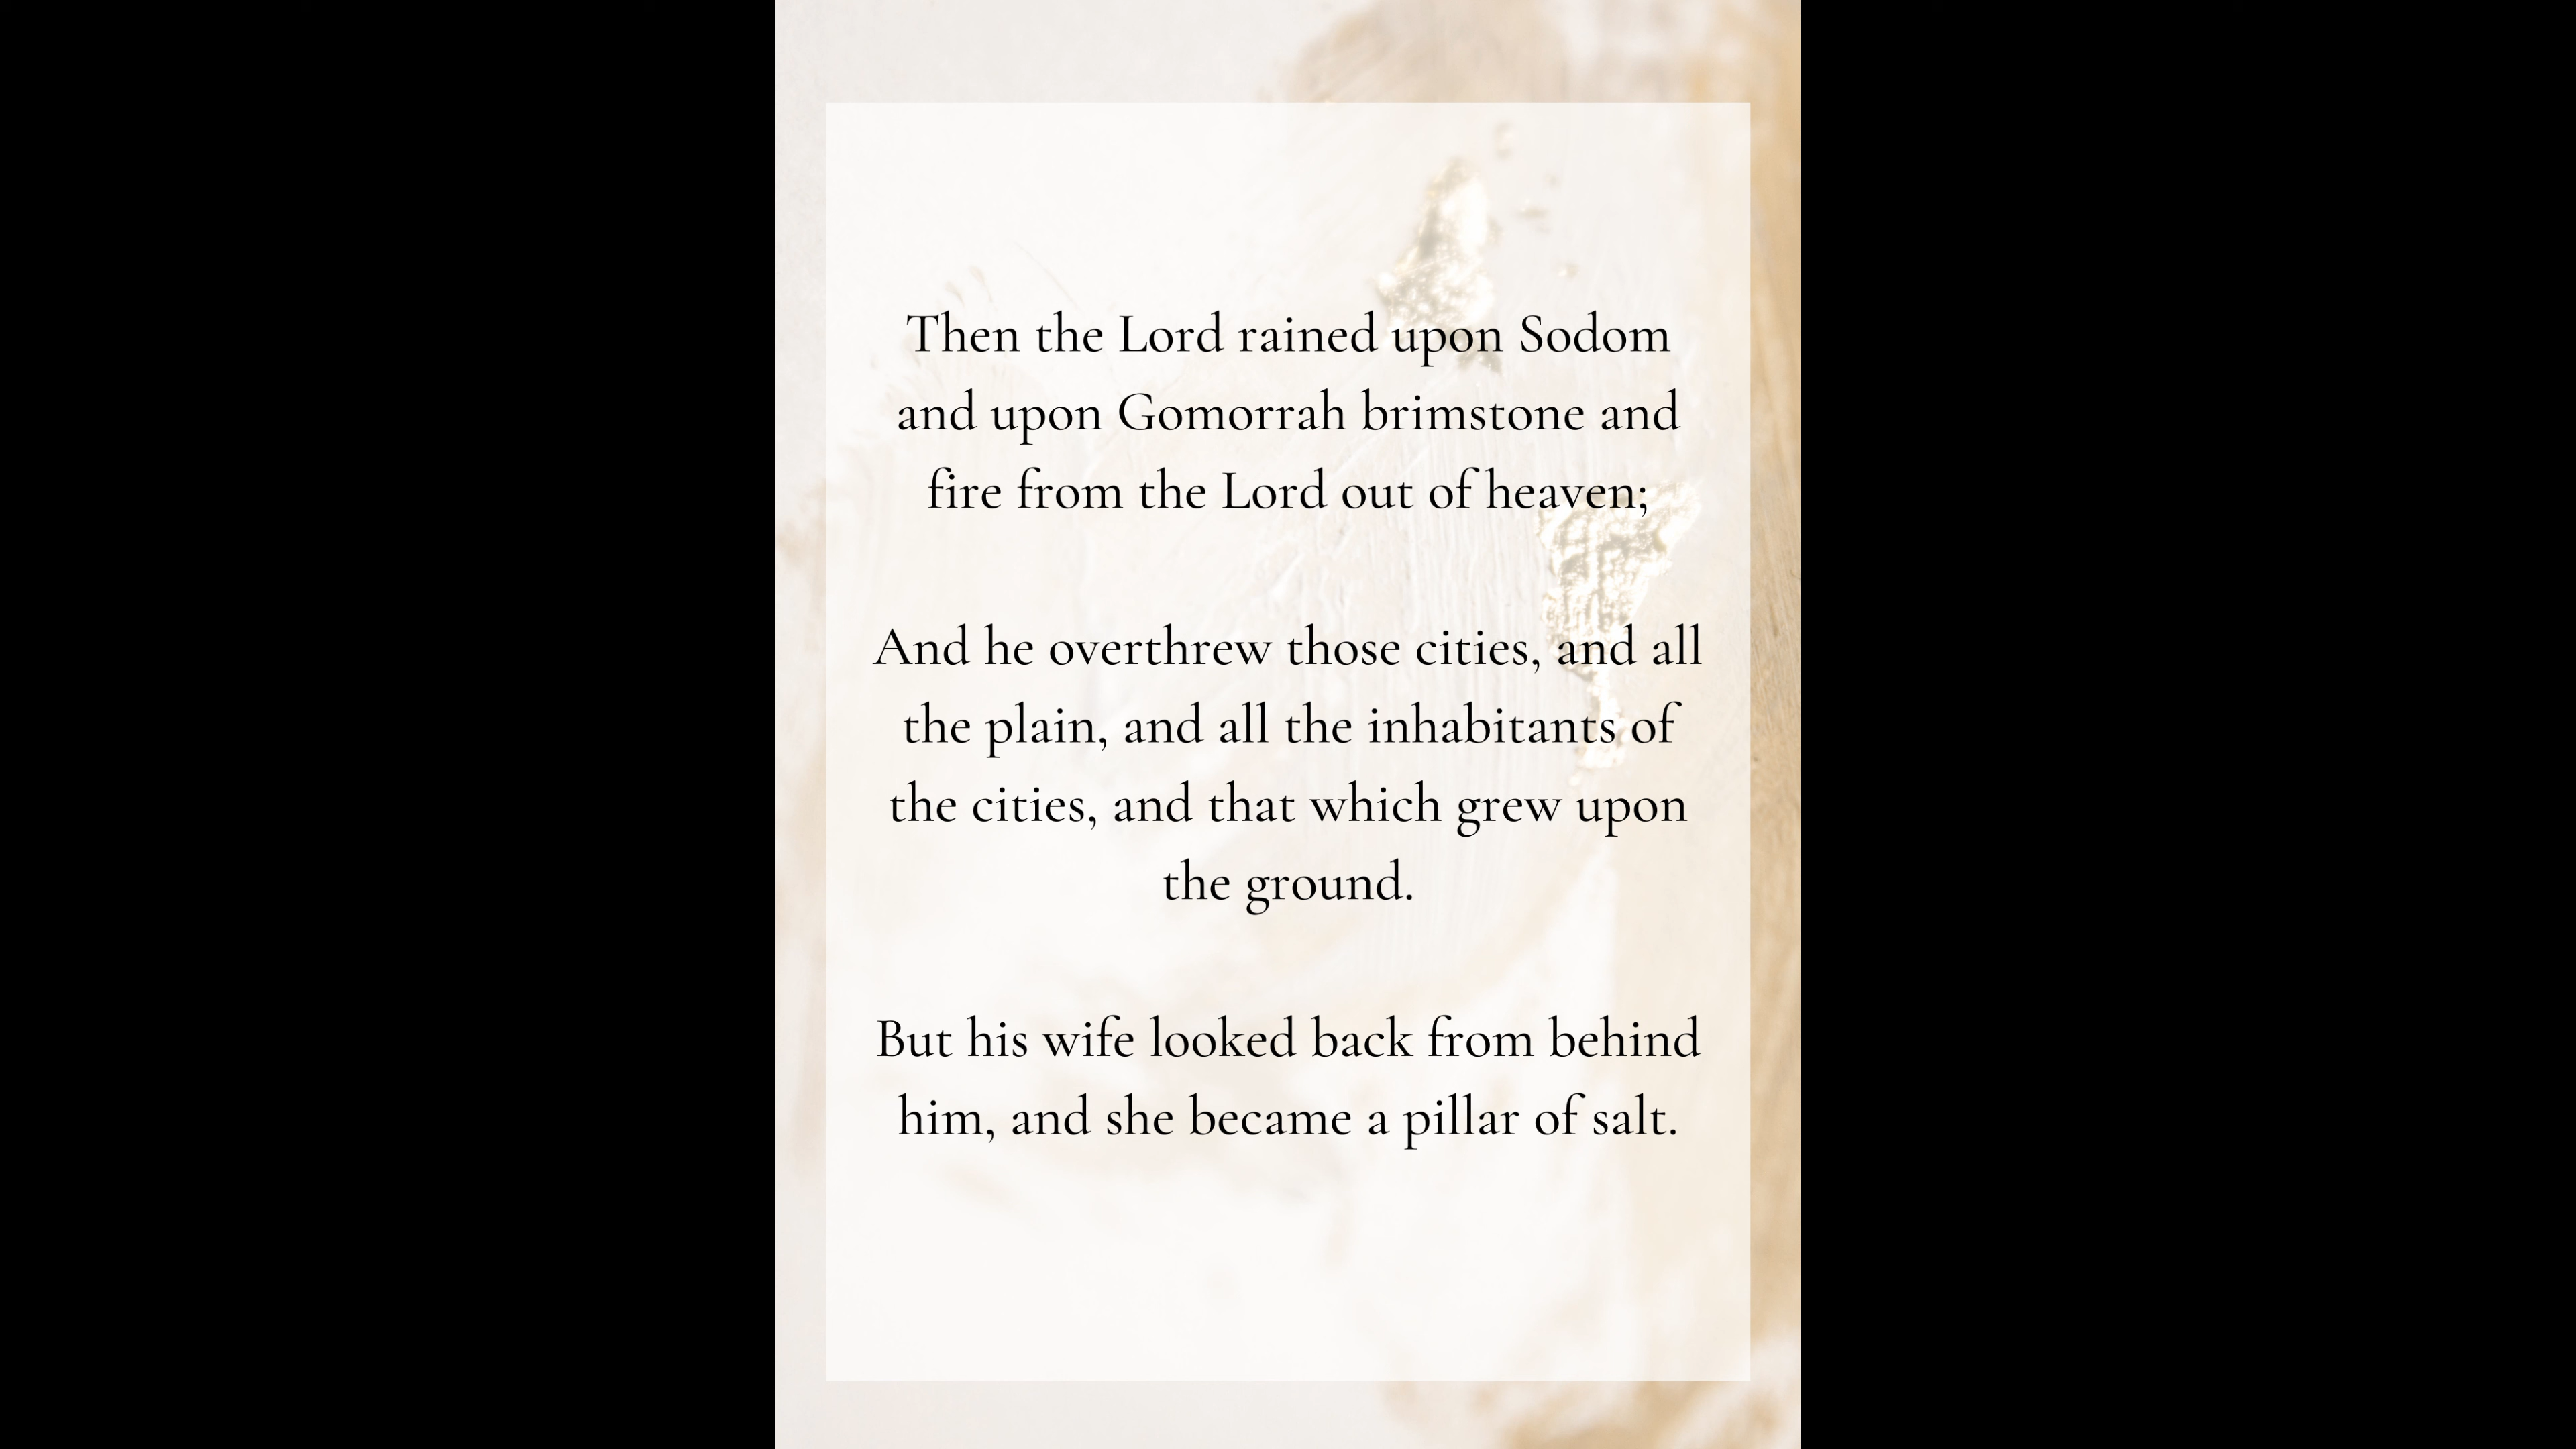 Then the Lord rained upon Sodom
and upon Gomorrah brimstone and
fire from the Lord out of heaven;
And he overthrew those cities, and all
the plain, and all the inhabitants of
the cities, and that which grew upon
the ground.
But his wife looked back from behind
him, and she became a pillar of salt.